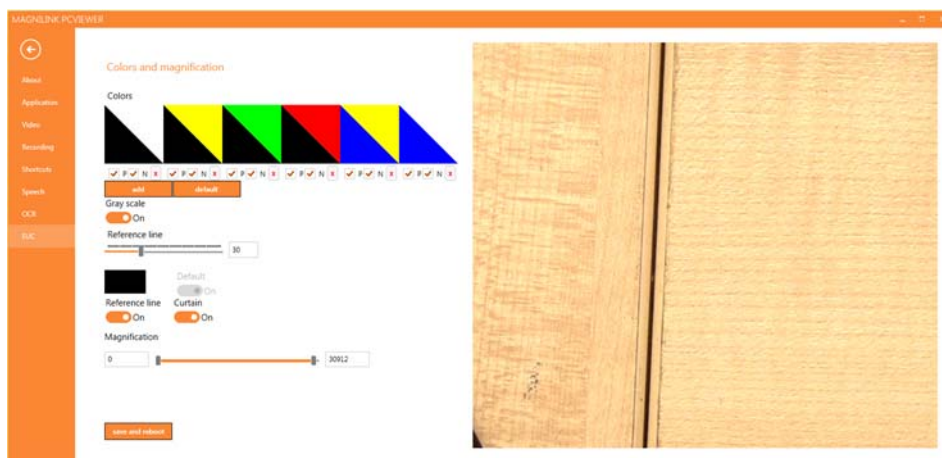 MAGNILINK PCVIEWER
About
Application
Video
Recording
Shortcuts
Speech
OCR
EUC
Colors and magnification
Colors
P N x P N x P N x P N x P N x P N x
add default
Gray scale
On
Reference line
30
Default
On
Reference line Curtain
On On
Magnification
0 30912
save and reboot